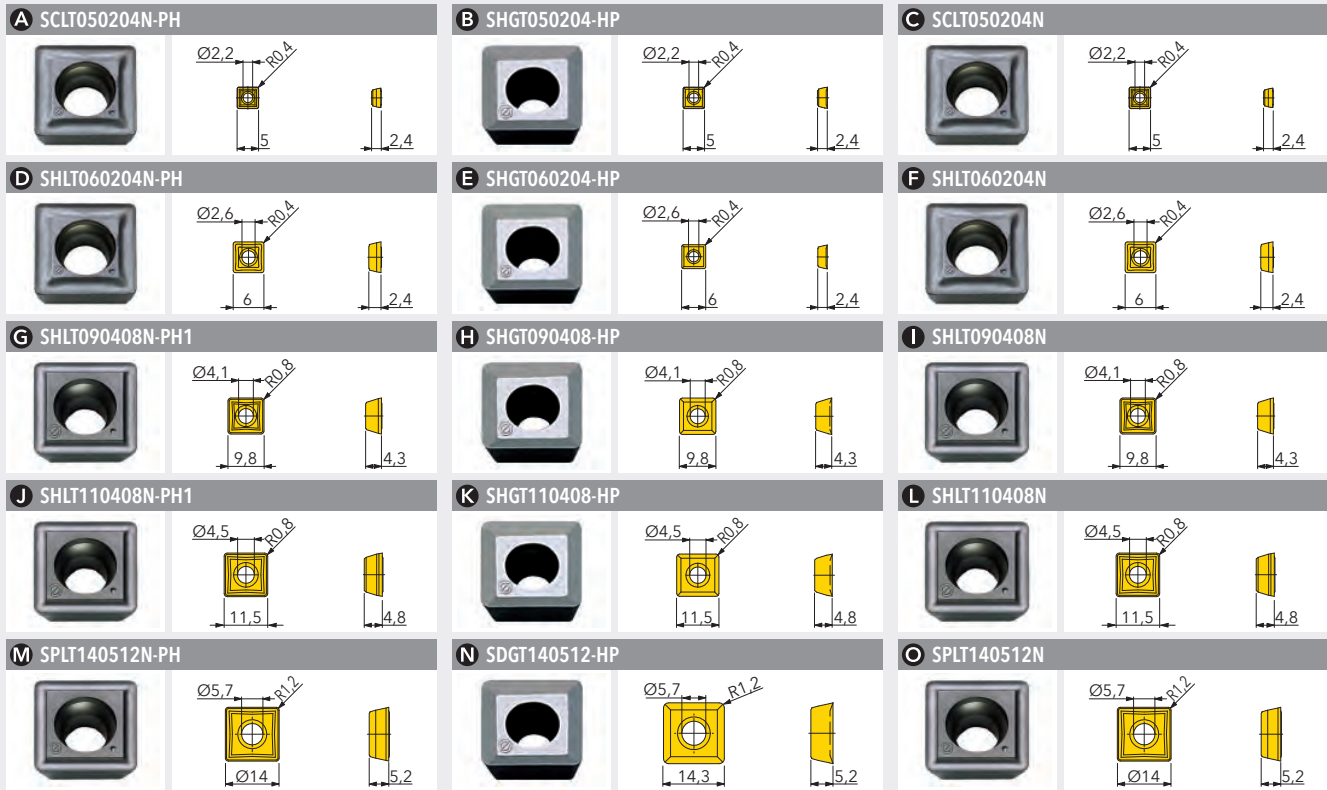 A SCLT050204N-PH
Ø2,2
R0,4
5
2,4
B SHGT050204-HP
Ø2,2
R0,4
5
2,4
C SCLT050204N
Ø2,2
R0,4
5
2,4
D SHLT060204N-PH
Ø2,6
R0,4
6
2,4
E SHGT060204-HP
Ø2,6
R0,4
6
2,4
F SHLT060204N
Ø2,6
R0,4
6
2,4
G SHLT090408N-PH1
Ø4,1
R0,8
9,8
4,3
H SHGT090408-HP
Ø4,1
R0,8
9,8
4,3
I SHLT090408N
Ø4,1
R0,8
9,8
4,3
J SHLT110408N-PH1
Ø4,5
R0,8
11,5
4,8
K SHGT110408-HP
Ø4,5
R0,8
11,5
4,8
L SHLT110408N
Ø4,5
R0,8
11,5
4,8
M SPLT140512N-PH
Ø5,7
R1,2
Ø14
5,2
N SDGT140512-HP
Ø5,7
R1,2
14,3
5,2
O SPLT140512N
Ø5,7
R1,2
Ø14
5,2